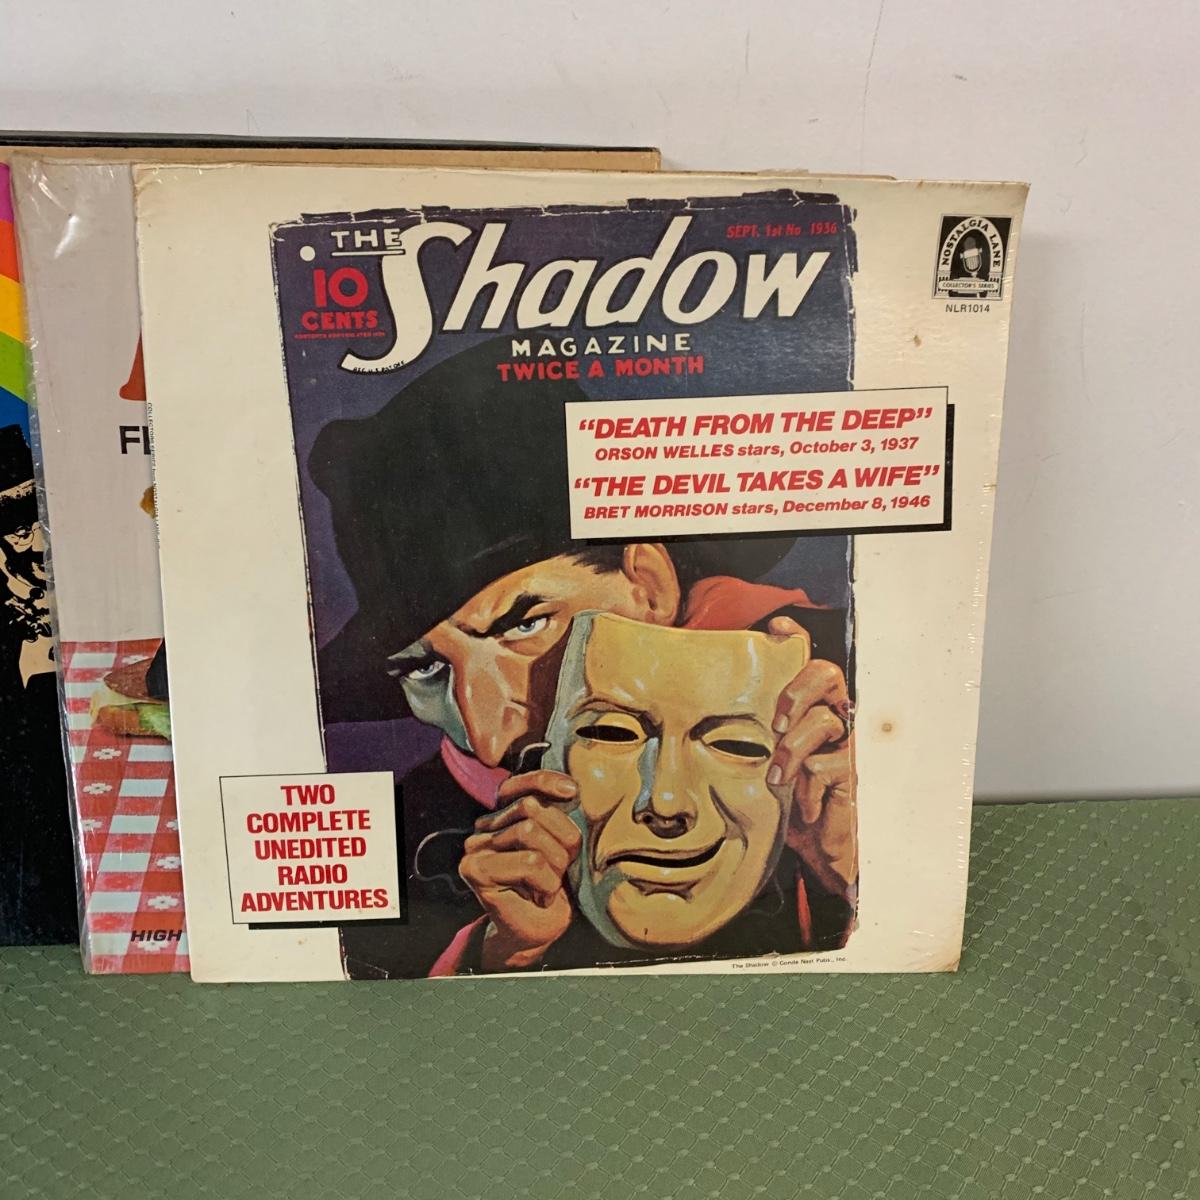 THE Shadow
SEPT. 1st No. 1936
10
CENTS
MAGAZINE
TWICE A MONTH
NOSTALGIA LANE
COLLECTOR'S SERIES
NLR1014
“DEATH FROM THE DEEP”
ORSON WELLES stars, October 3, 1937
“THE DEVIL TAKES A WIFE”
BRET MORRISON stars, December 8, 1946
TWO
COMPLETE
UNEDITED
RADIO
ADVENTURES
The Shadow © Conde Nast Pubs., Inc.
HIGH